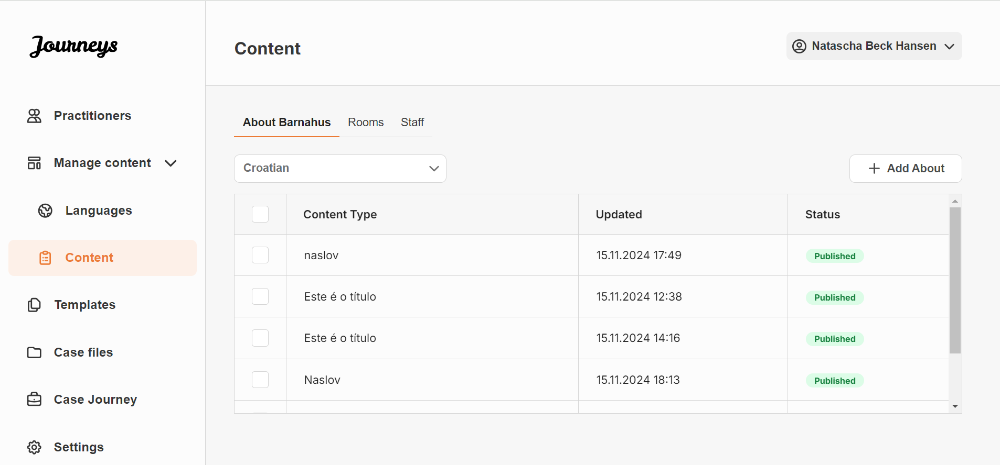 Journeys
Content
Natascha Beck Hansen
Practitioners
Manage content
Languages
Content
Templates
Case files
Case Journey
Settings
About Barnahus Rooms Staff
Croatian
Add About
Content Type Updated Status
naslov 15.11.2024 17:49 Published
Este é o título 15.11.2024 12:38 Published
Este é o título 15.11.2024 14:16 Published
Naslov 15.11.2024 18:13 Published